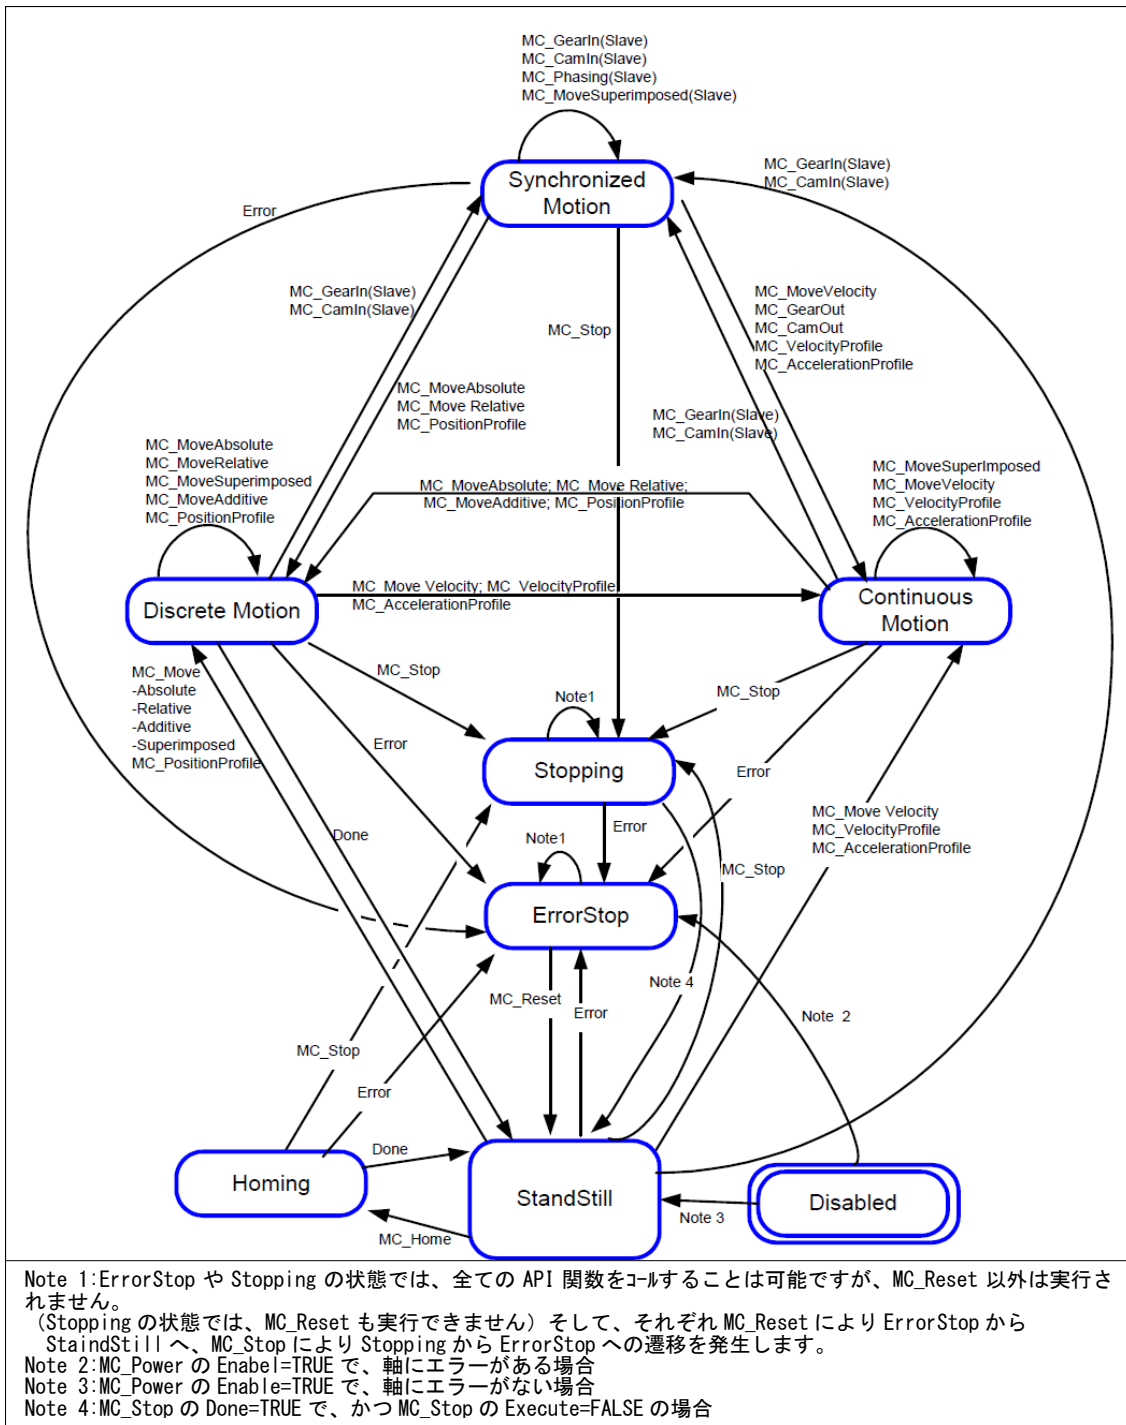 MC_GearIn(Slave)
MC_CamIn(Slave)
MC_Phasing(Slave)
MC_MoveSuperimposed(Slave)
MC_GearIn(Slave)
MC_CamIn(Slave)
Synchronized
Motion
Error
MC_GearIn(Slave)
MC_CamIn(Slave)
MC_Stop
MC_MoveVelocity
MC_GearOut
MC_CamOut
MC_VelocityProfile
MC_AccelerationProfile
MC_MoveAbsolute
MC_Move Relative
MC_PositionProfile
MC_GearIn(Slave)
MC_CamIn(Slave)
MC_MoveAbsolute
MC_MoveRelative
MC_MoveSuperimposed
MC_MoveAdditive
MC_PositionProfile
MC_MoveAbsolute; MC_Move Relative;
MC_MoveAdditive; MC_PositionProfile
MC_MoveSuperImposed
MC_MoveVelocity
MC_VelocityProfile
MC_AccelerationProfile
Discrete Motion
MC_Move Velocity; MC_VelocityProfile
MC_AccelerationProfile
Continuous
Motion
MC_Move
-Absolute
-Relative
-Additive
-Superimposed
MC_PositionProfile
MC_Stop
Note1
MC_Stop
Error
Stopping
Error
Done
Note1
Error
MC_Move Velocity
MC_VelocityProfile
MC_AccelerationProfile
MC_Stop
ErrorStop
MC_Reset
Error
Note 4
Note 2
MC_Stop
Error
Done
Homing
StandStill
Disabled
MC_Home
Note 3
Note 1:ErrorStop や Stopping の状態では、全ての API 関数をｺｰﾙすることは可能ですが、MC_Reset 以外は実行さ
れません。
（Stopping の状態では、MC_Reset も実行できません）そして、それぞれ MC_Reset により ErrorStop から
StaindStill へ、MC_Stop により Stopping から ErrorStop への遷移を発生します。
Note 2:MC_Power の Enabel=TRUE で、軸にエラーがある場合
Note 3:MC_Power の Enable=TRUE で、軸にエラーがない場合
Note 4:MC_Stop の Done=TRUE で、かつ MC_Stop の Execute=FALSE の場合